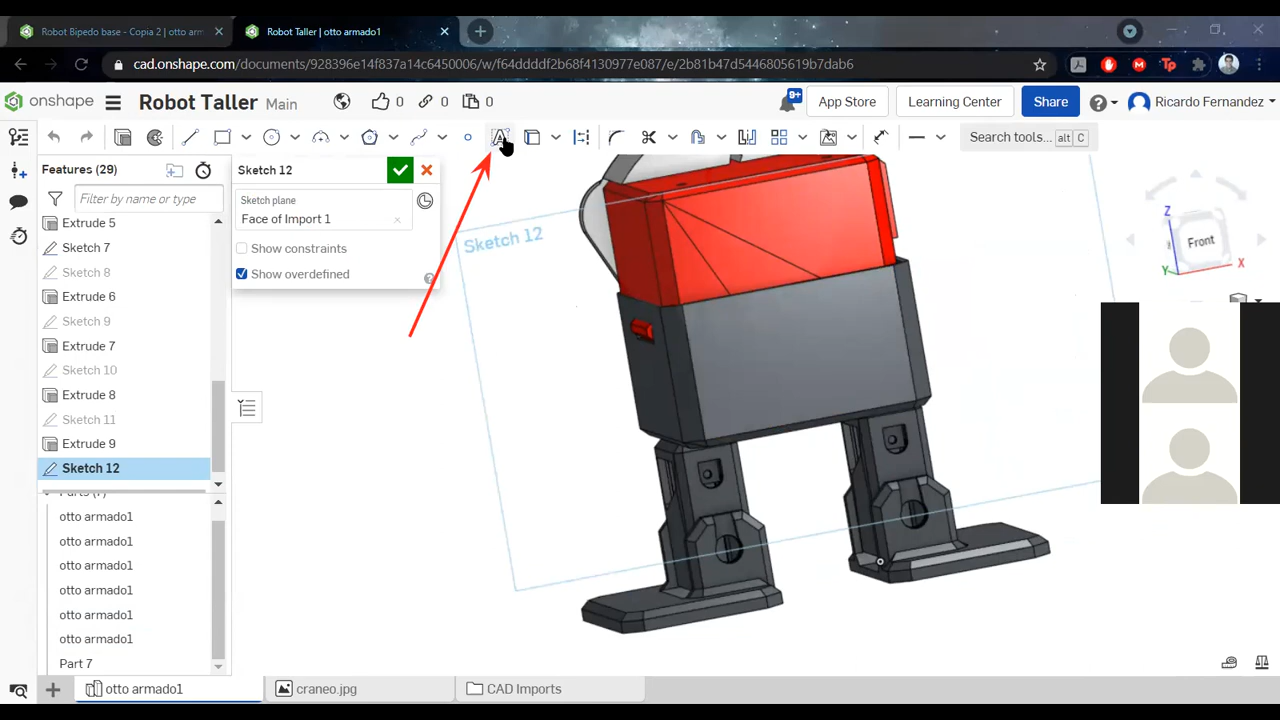 Robot Bipedo base - Copia 2 | otto arm
Robot Taller | otto armado1
cad.onshape.com/documents/928396e14f837a14c6450006/w/f64ddddf2b68f4130977e087/e/2b81b47d5446805619b7dab6
onshape
Robot Taller Main
0
0
0
9+
App Store
Learning Center
Share
Ricardo Fernandez
Search tools... alt C
Features (29)
Filter by name or type
Extrude 5
Sketch 7
Sketch 8
Extrude 6
Sketch 9
Extrude 7
Sketch 10
Extrude 8
Sketch 11
Extrude 9
Sketch 12
Parts (7)
otto armado1
otto armado1
otto armado1
otto armado1
otto armado1
otto armado1
Part 7
Sketch 12
Sketch plane
Face of Import 1
Show constraints
Show overdefined
Sketch 12
Z
Front
X
Y
otto armado1
craneo.jpg
CAD Imports